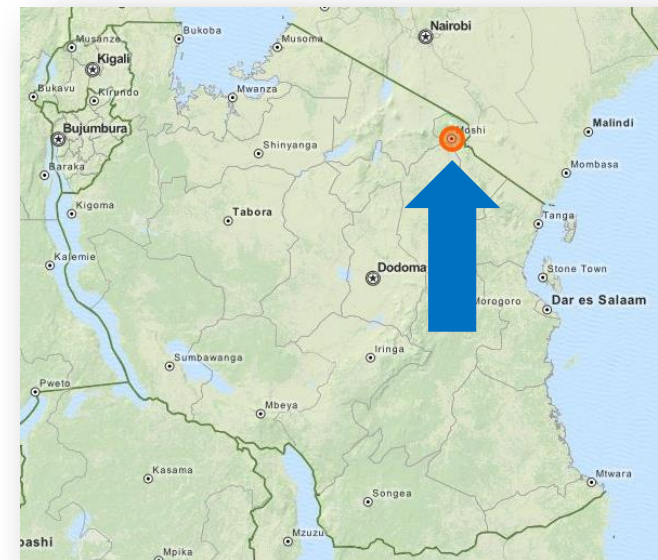 Nairobi
Bukoba
Musoma
Musanze
Kigali
Bukavu
Kirundo
Mwanza
Malindi
Bujumbura
Moshi
Shinyanga
Baraka
Mombasa
Kigoma
Tabora
Tanga
Kalemie
Dodoma
Stone Town
Morogoro
Dar es Salaam
Iringa
Sumbawanga
Pweto
Mbeya
Kasama
Mtwara
Songea
Mzuzu
bashi
Mpika